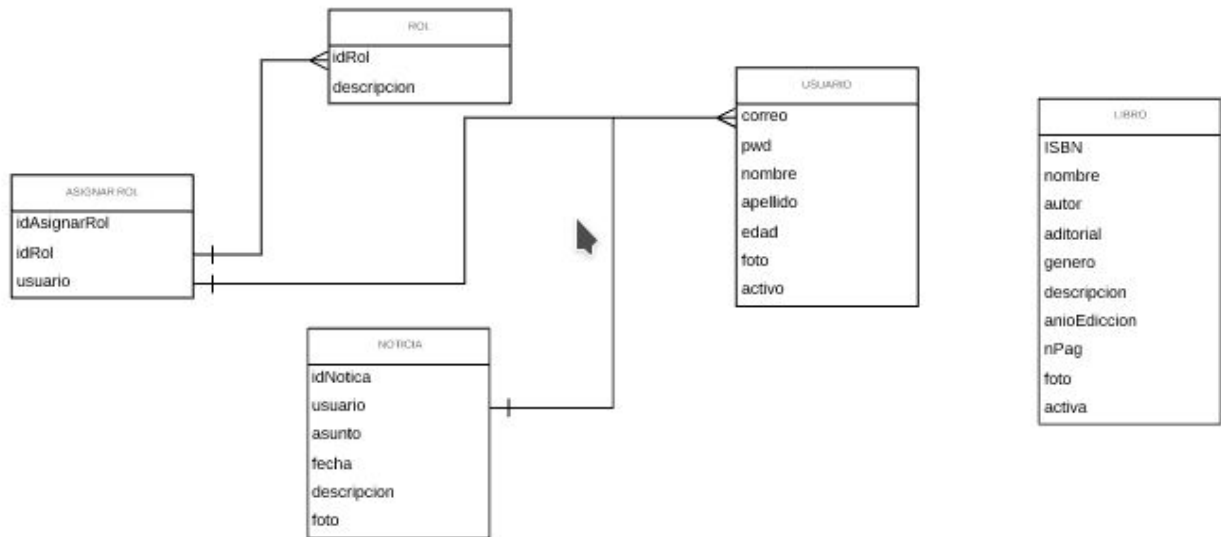 ROL
idRol
descripcion
USUARIO
correo
pwd
nombre
apellido
edad
foto
activo
LIBRO
ISBN
nombre
autor
aditorial
genero
descripcion
anioEdiccion
nPag
foto
activa
ASIGNAR ROL
idAsignarRol
idRol
usuario
NOTICIA
idNotica
usuario
asunto
fecha
descripcion
foto